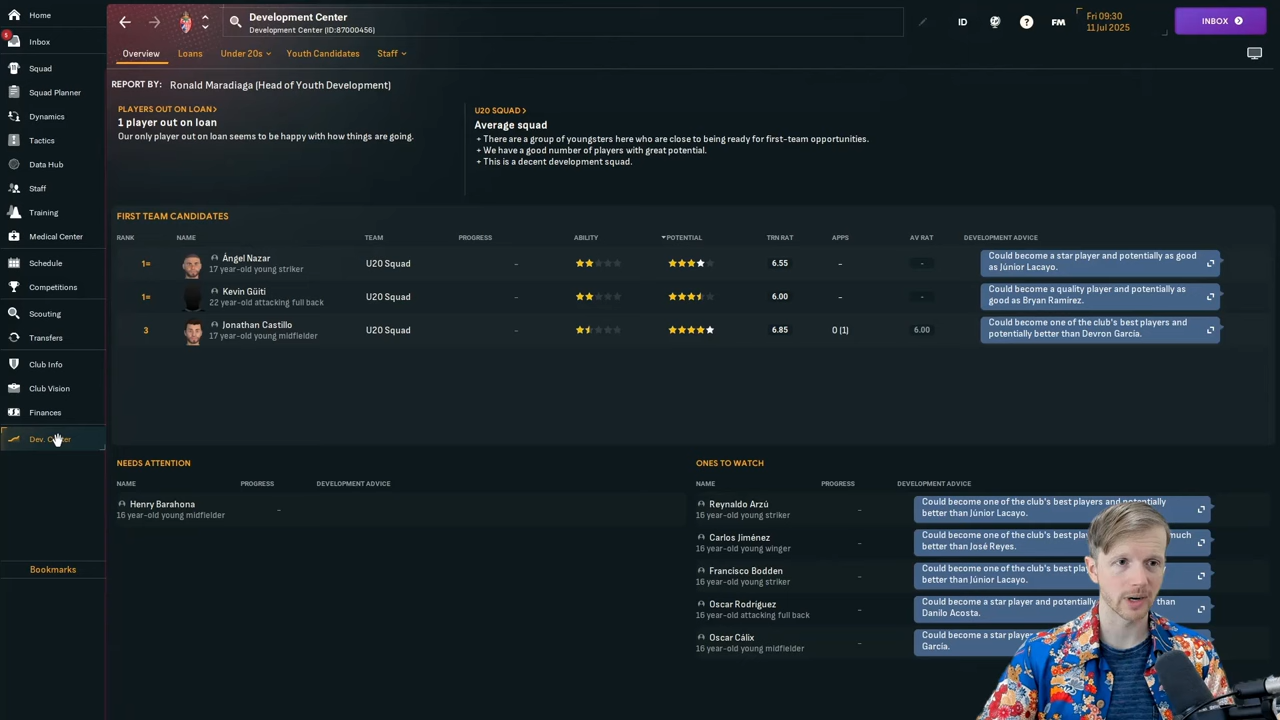 Home
5
Inbox
Squad
Squad Planner
Dynamics
Tactics
Data Hub
Staff
Training
Medical Center
Schedule
Competitions
Scouting
Transfers
Club Info
Club Vision
Finances
Dev. Center
Bookmarks
Development Center
Development Center (ID:87000456)
ID
?
FM
Fri 09:30
11 Jul 2025
INBOX
Overview
Loans
Under 20s
Youth Candidates
Staff
REPORT BY: Ronald Maradiaga (Head of Youth Development)
PLAYERS OUT ON LOAN >
1 player out on loan
Our only player out on loan seems to be happy with how things are going.
U20 SQUAD >
Average squad
+ There are a group of youngsters here who are close to being ready for first-team opportunities.
+ We have a good number of players with great potential.
+ This is a decent development squad.
FIRST TEAM CANDIDATES
RANK NAME TEAM PROGRESS ABILITY POTENTIAL TRN RAT APPS AV RAT DEVELOPMENT ADVICE
1= Ángel Nazar U20 Squad - 6.55 - -
17 year-old young striker
Could become a star player and potentially as good
as Júnior Lacayo.
1= Kevin Güiti U20 Squad - 6.00 - -
22 year-old attacking full back
Could become a quality player and potentially as
good as Bryan Ramírez.
3 Jonathan Castillo U20 Squad - 6.85 0 (1) 6.00
17 year-old young midfielder
Could become one of the club's best players and
potentially better than Devron García.
NEEDS ATTENTION
NAME PROGRESS DEVELOPMENT ADVICE
Henry Barahona -
16 year-old young midfielder
ONES TO WATCH
NAME PROGRESS DEVELOPMENT ADVICE
Reynaldo Arzú -
16 year-old young striker
Could become one of the club's best players and potentially
better than Júnior Lacayo.
Carlos Jiménez -
16 year-old young winger
Could become one of the club's best much
better than José Reyes.
Francisco Bodden -
16 year-old young striker
Could become one of the club's best
better than Júnior Lacayo.
Oscar Rodríguez -
16 year-old attacking full back
Could become a star player and potentially than
Danilo Acosta.
Oscar Cálix -
16 year-old young midfielder
Could become a star player
García.